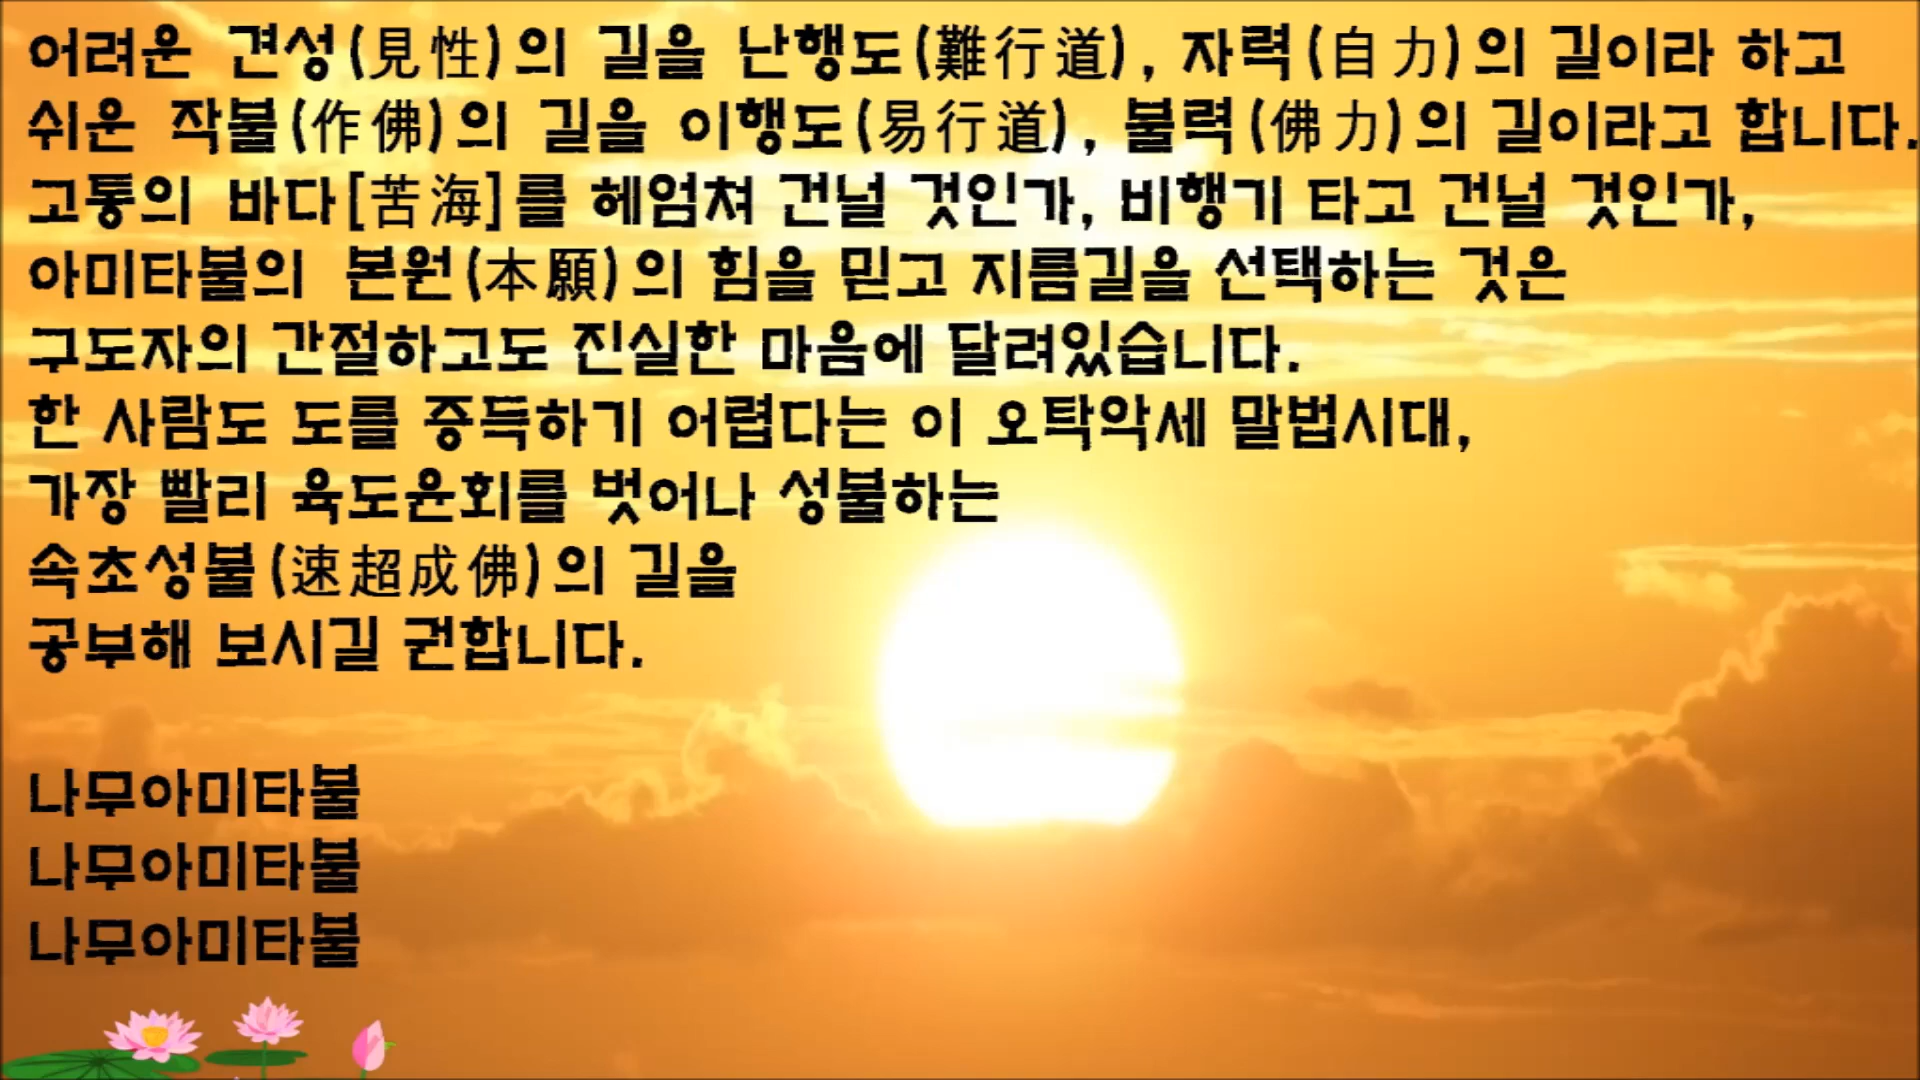 어려운 견성(見性)의 길을 난행도(難行道), 자력(自力)의 길이라 하고
쉬운 작불(作佛)의 길을 이행도(易行道), 불력(佛力)의 길이라고 합니다.
고통의 바다[苦海]를 헤엄쳐 건널 것인가, 비행기 타고 건널 것인가,
아미타불의 본원(本願)의 힘을 믿고 지름길을 선택하는 것은
구도자의 간절하고도 진실한 마음에 달려있습니다.
한 사람도 도를 증득하기 어렵다는 이 오탁악세 말법시대,
가장 빨리 육도윤회를 벗어나 성불하는
속초성불(速超成佛)의 길을
공부해 보시길 권합니다.
나무아미타불
나무아미타불
나무아미타불